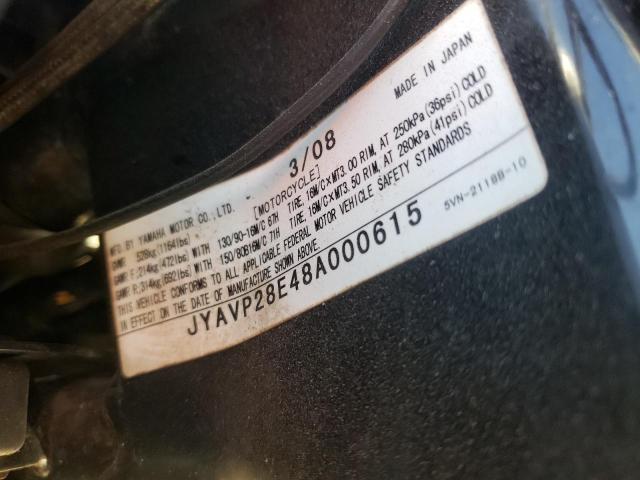 MFD. BY YAMAHA MOTOR CO., LTD. 3/08 MADE IN JAPAN
[MOTORCYCLE]
GVWR 528kg(1164lbs)
GAWR F: 214kg(472lbs) WITH 130/90-16M/C 67H TIRE, 16M/C×MT3.00 RIM, AT 250kPa(36psi)COLD
GAWR R: 314kg(692lbs) WITH 150/80B16M/C 71H TIRE, 16M/C×MT3.50 RIM, AT 280kPa(41psi)COLD
THIS VEHICLE CONFORMS TO ALL APPLICABLE FEDERAL MOTOR VEHICLE SAFETY STANDARDS
IN EFFECT ON THE DATE OF MANUFACTURE SHOWN ABOVE.
JYAVP28E48A000615 5VN-2118B-10